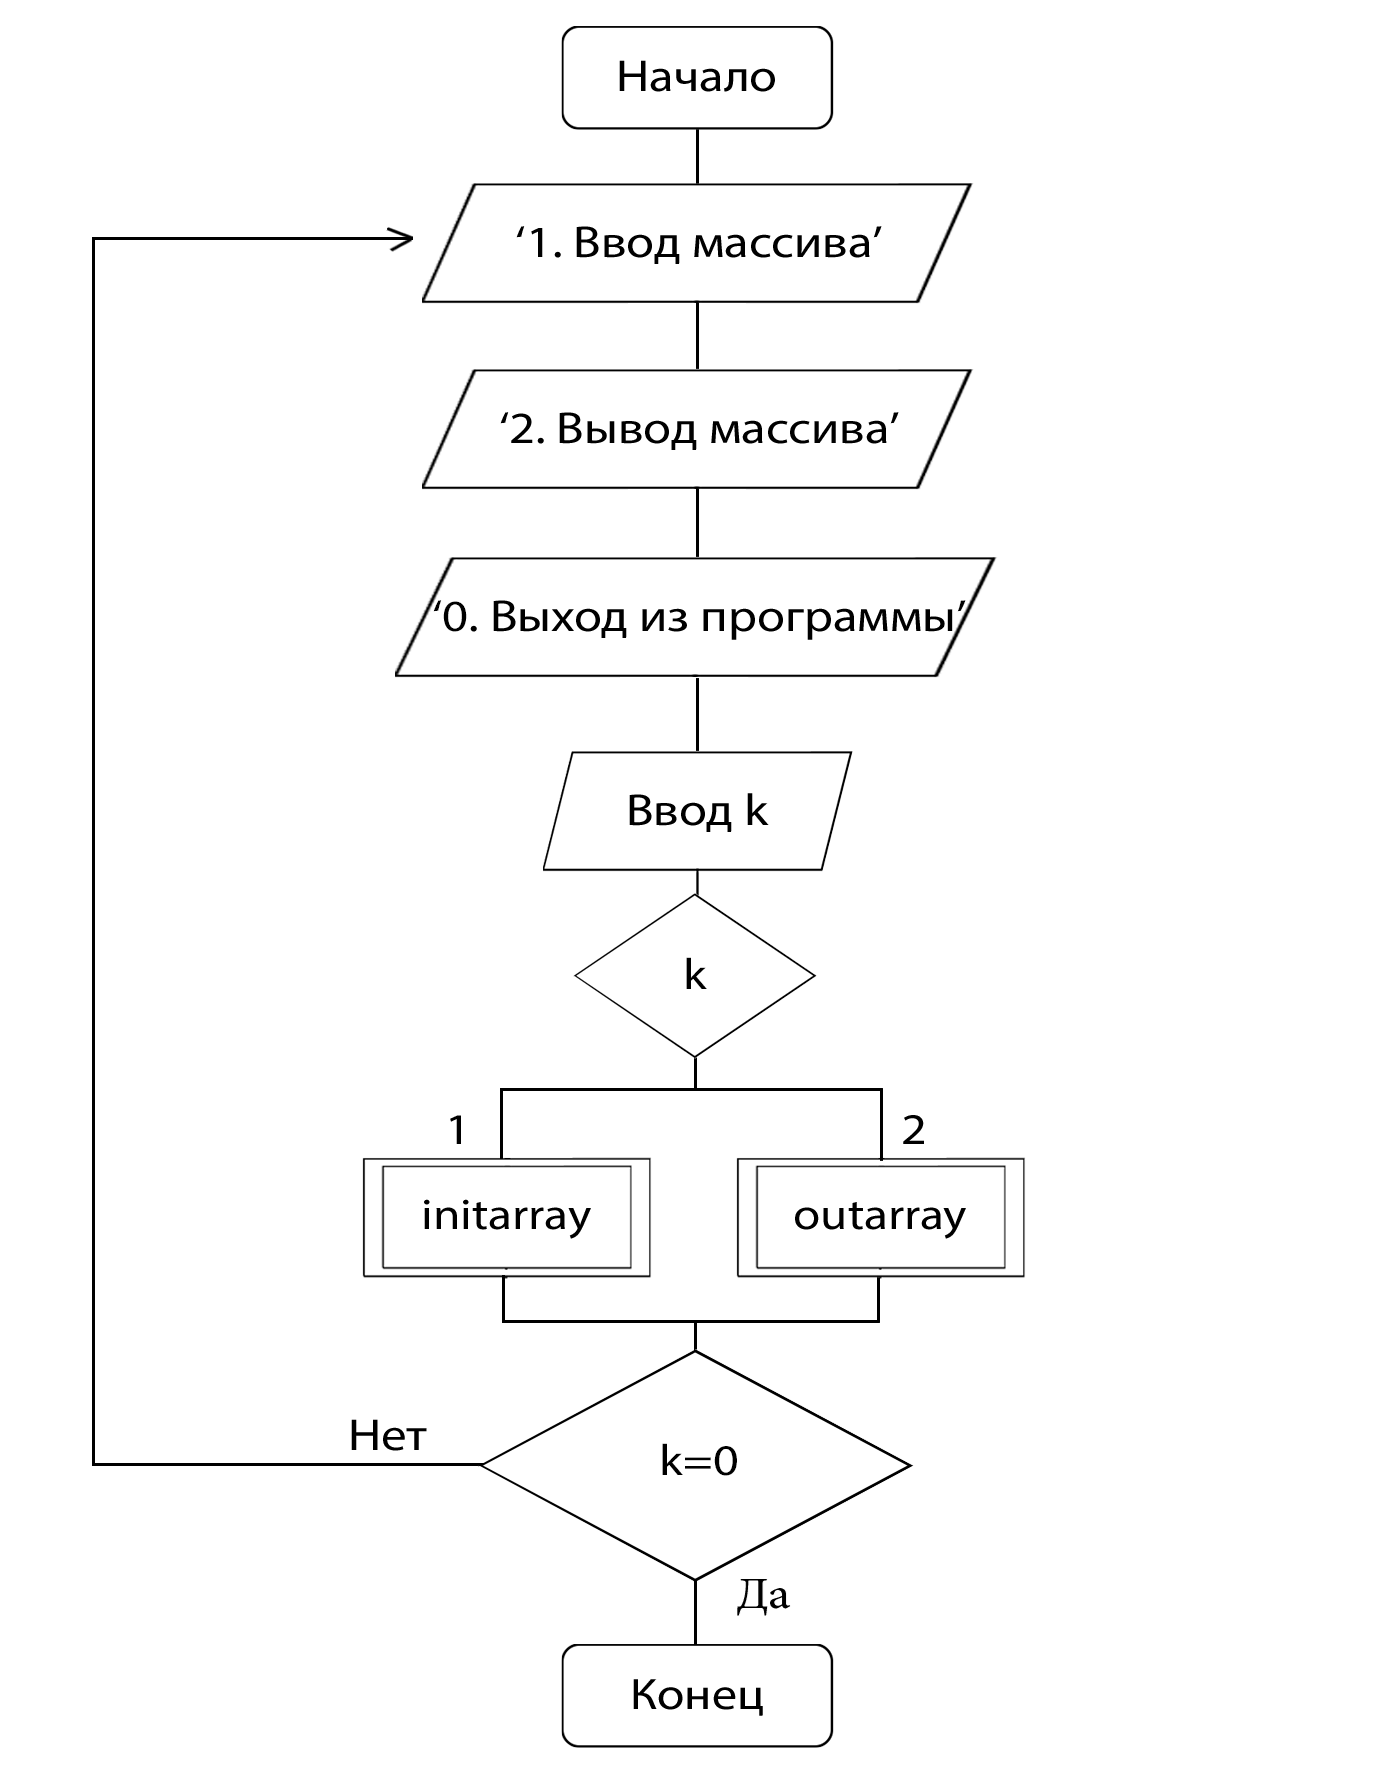 Начало
‘1. Ввод массива’
‘2. Вывод массива’
‘0. Выход из программы’
Ввод k
k
1
2
initarray
outarray
Нет
k=0
Да
Конец